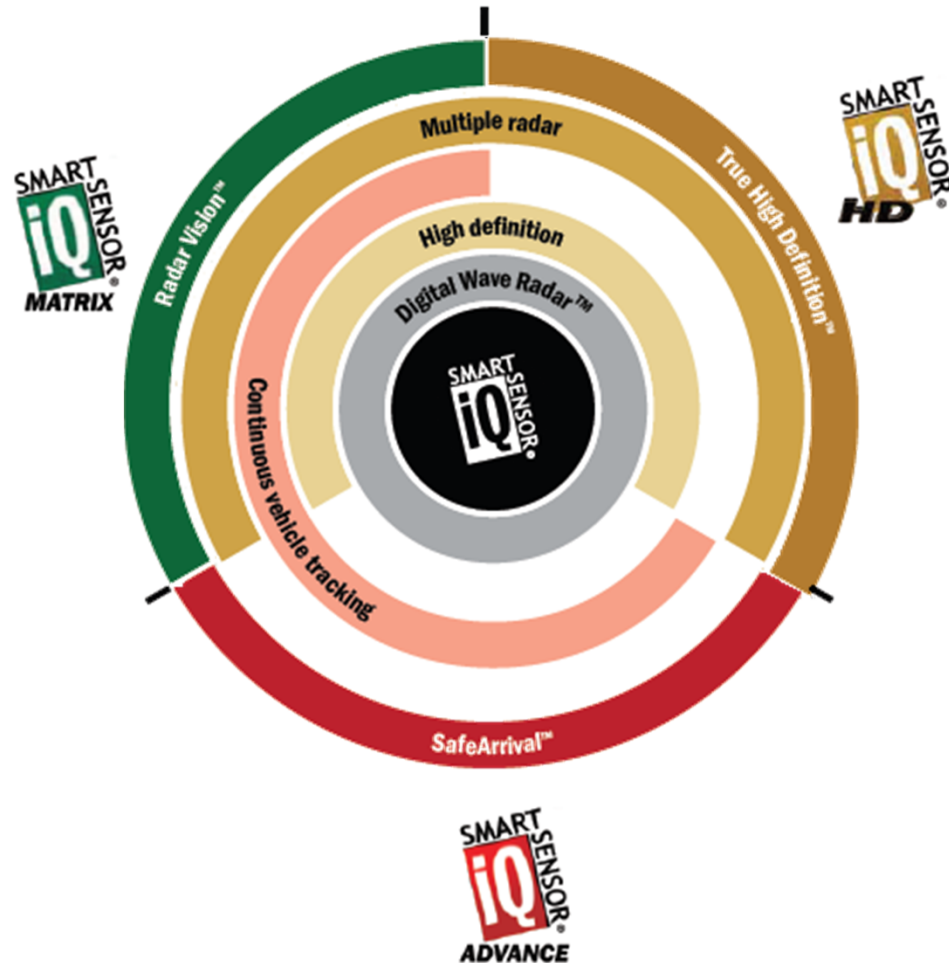 SMART
SENSOR®
iQ
MATRIX
SMART
SENSOR®
iQ
HD
Radar Vision™
True High Definition™
Multiple radar
High definition
Digital Wave Radar™
SMART
SENSOR®
iQ
Continuous vehicle tracking
SafeArrival™
SMART
SENSOR®
iQ
ADVANCE